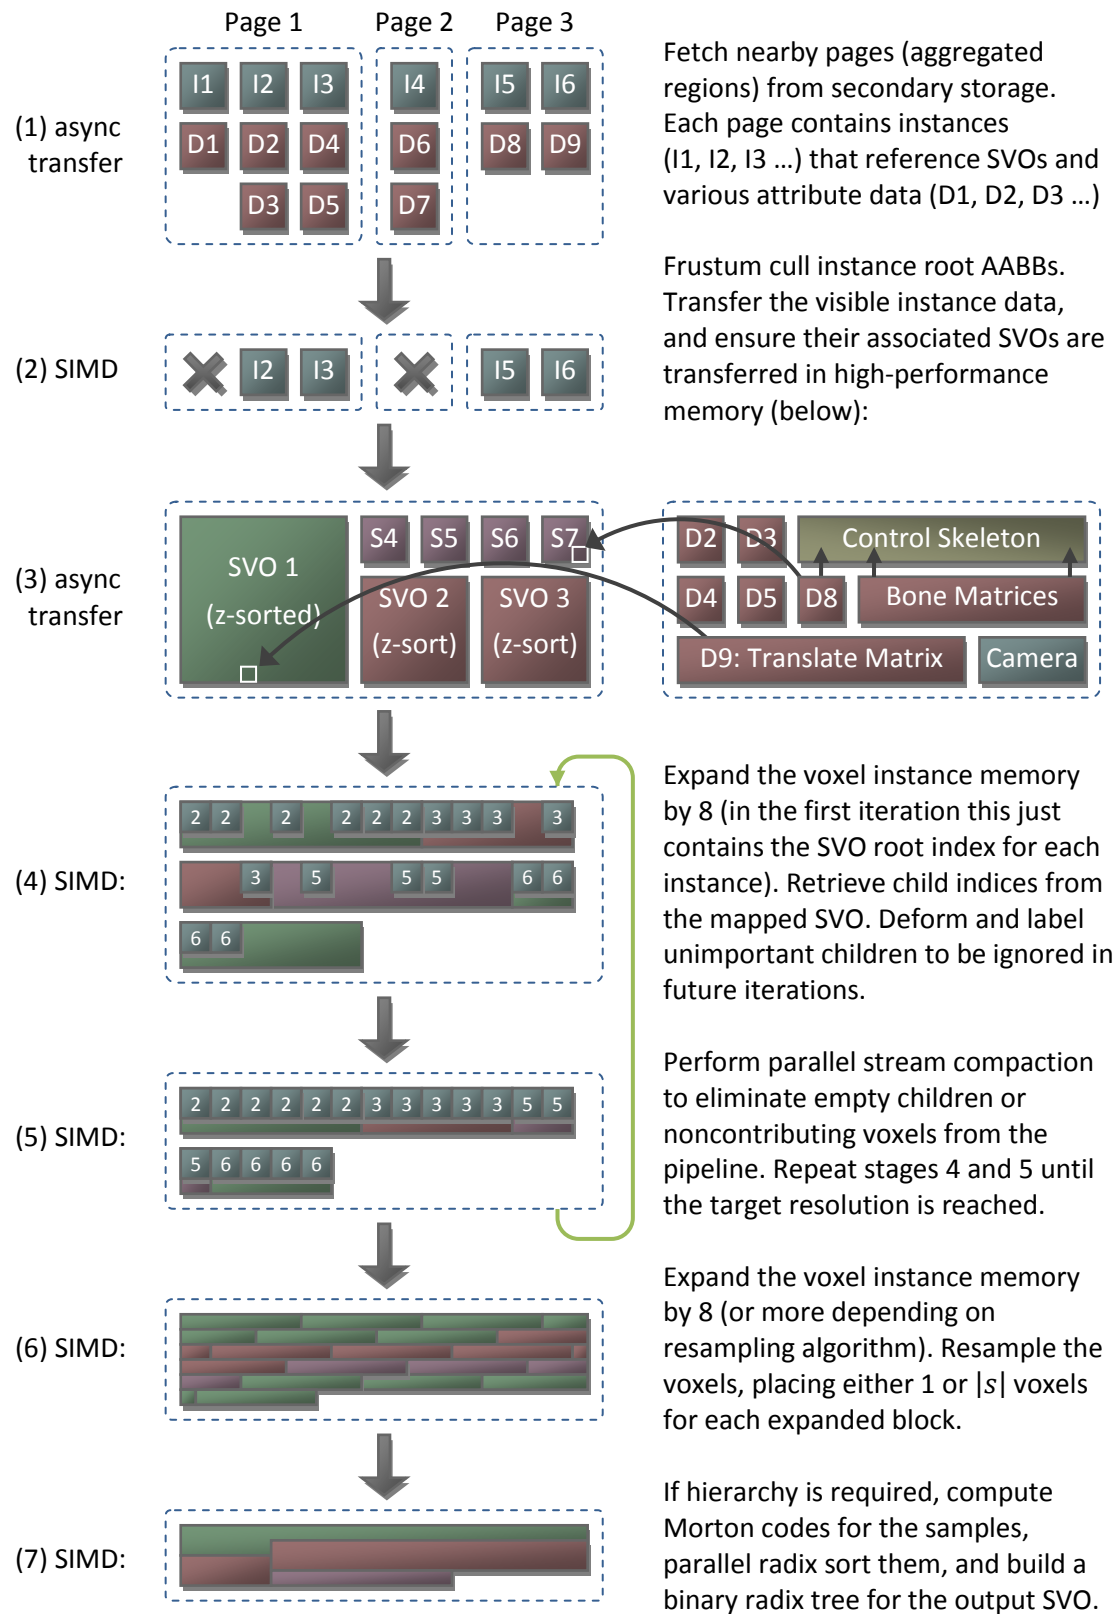 Page 1 Page 2 Page 3
(1) async
transfer
I1 I2 I3 I4 I5 I6
D1 D2 D4 D6 D8 D9
D3 D5 D7
Fetch nearby pages (aggregated
regions) from secondary storage.
Each page contains instances
(I1, I2, I3 ...) that reference SVOs and
various attribute data (D1, D2, D3 ...)
(2) SIMD
I2 I3 I5 I6
Frustum cull instance root AABBs.
Transfer the visible instance data,
and ensure their associated SVOs are
transferred in high-performance
memory (below):
(3) async
transfer
SVO 1
(z-sorted)
S4 S5 S6 S7
SVO 2
(z-sort)
SVO 3
(z-sort)
D2 D3 Control Skeleton
D4 D5 D8 Bone Matrices
D9: Translate Matrix Camera
(4) SIMD:
2 2 2 2 2 2 3 3 3 3
3 5 5 5 6 6
6 6
Expand the voxel instance memory
by 8 (in the first iteration this just
contains the SVO root index for each
instance). Retrieve child indices from
the mapped SVO. Deform and label
unimportant children to be ignored in
future iterations.
(5) SIMD:
2 2 2 2 2 2 3 3 3 3 3 5 5
5 6 6 6 6
Perform parallel stream compaction
to eliminate empty children or
noncontributing voxels from the
pipeline. Repeat stages 4 and 5 until
the target resolution is reached.
(6) SIMD:
Expand the voxel instance memory
by 8 (or more depending on
resampling algorithm). Resample the
voxels, placing either 1 or |s| voxels
for each expanded block.
(7) SIMD:
If hierarchy is required, compute
Morton codes for the samples,
parallel radix sort them, and build a
binary radix tree for the output SVO.